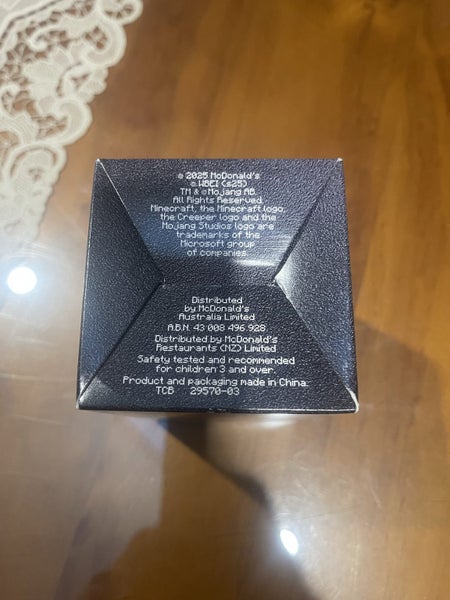 © 2025 McDonald's
© WBEI (s25)
TM & © Mojang AB.
All Rights Reserved.
Minecraft, the Minecraft logo,
the Creeper logo and the
Mojang Studios logo are
trademarks of the
Microsoft group
of companies.
Distributed
by McDonald's
Australia Limited
A.B.N. 43 008 496 928
Distributed by McDonald's
Restaurants (NZ) Limited
Safety tested and recommended
for children 3 and over.
Product and packaging made in China.
TCB 29570-03